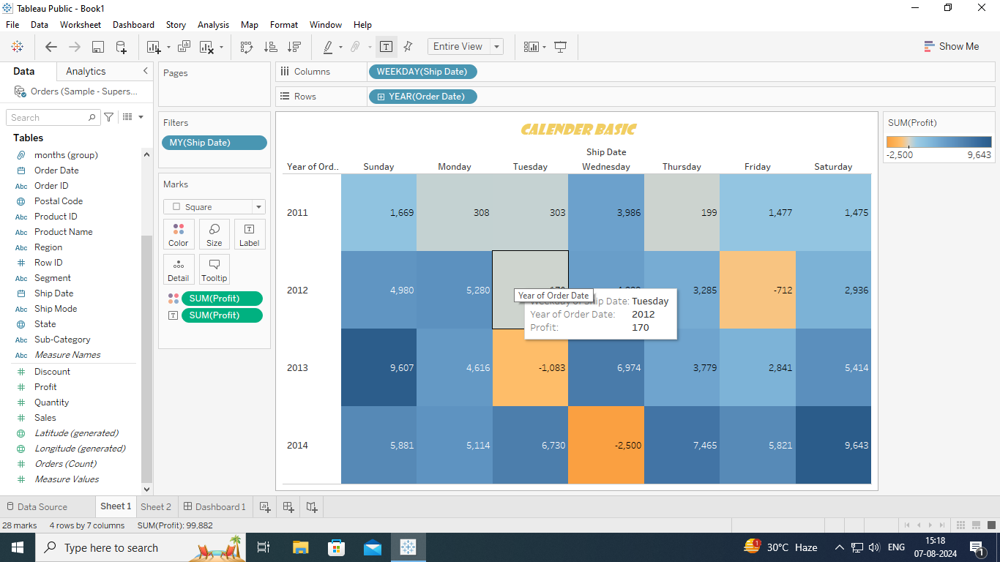 Tableau Public - Book1
File Data Worksheet Dashboard Story Analysis Map Format Window Help
Entire View
Show Me
Data Analytics
Orders (Sample - Supers...
Search
Tables
months (group)
Order Date
Abc Order ID
Postal Code
Abc Product ID
Abc Product Name
Abc Region
Row ID
Abc Segment
Ship Date
Abc Ship Mode
State
Abc Sub-Category
Abc Measure Names
Discount
Profit
Quantity
Sales
Latitude (generated)
Longitude (generated)
Orders (Count)
Measure Values
Pages
Filters
MY(Ship Date)
Marks
Square
Color Size Label
Detail Tooltip
SUM(Profit)
SUM(Profit)
Columns WEEKDAY(Ship Date)
Rows YEAR(Order Date)
CALENDER BASIC
Ship Date
Year of Ord.. Sunday Monday Tuesday Wednesday Thursday Friday Saturday
2011 1,669 308 303 3,986 199 1,477 1,475
2012 4,980 5,280 3,285 -712 2,936
Year of Order Date
Weekday of Ship Date: Tuesday
Year of Order Date: 2012
Profit: 170
2013 9,607 4,616 -1,083 6,974 3,779 2,841 5,414
2014 5,881 5,114 6,730 -2,500 7,465 5,821 9,643
SUM(Profit)
-2,500 9,643
Data Source Sheet 1 Sheet 2 Dashboard 1
28 marks 4 rows by 7 columns SUM(Profit): 99,882
Type here to search
1
30°C Haze
ENG
15:18
07-08-2024
1